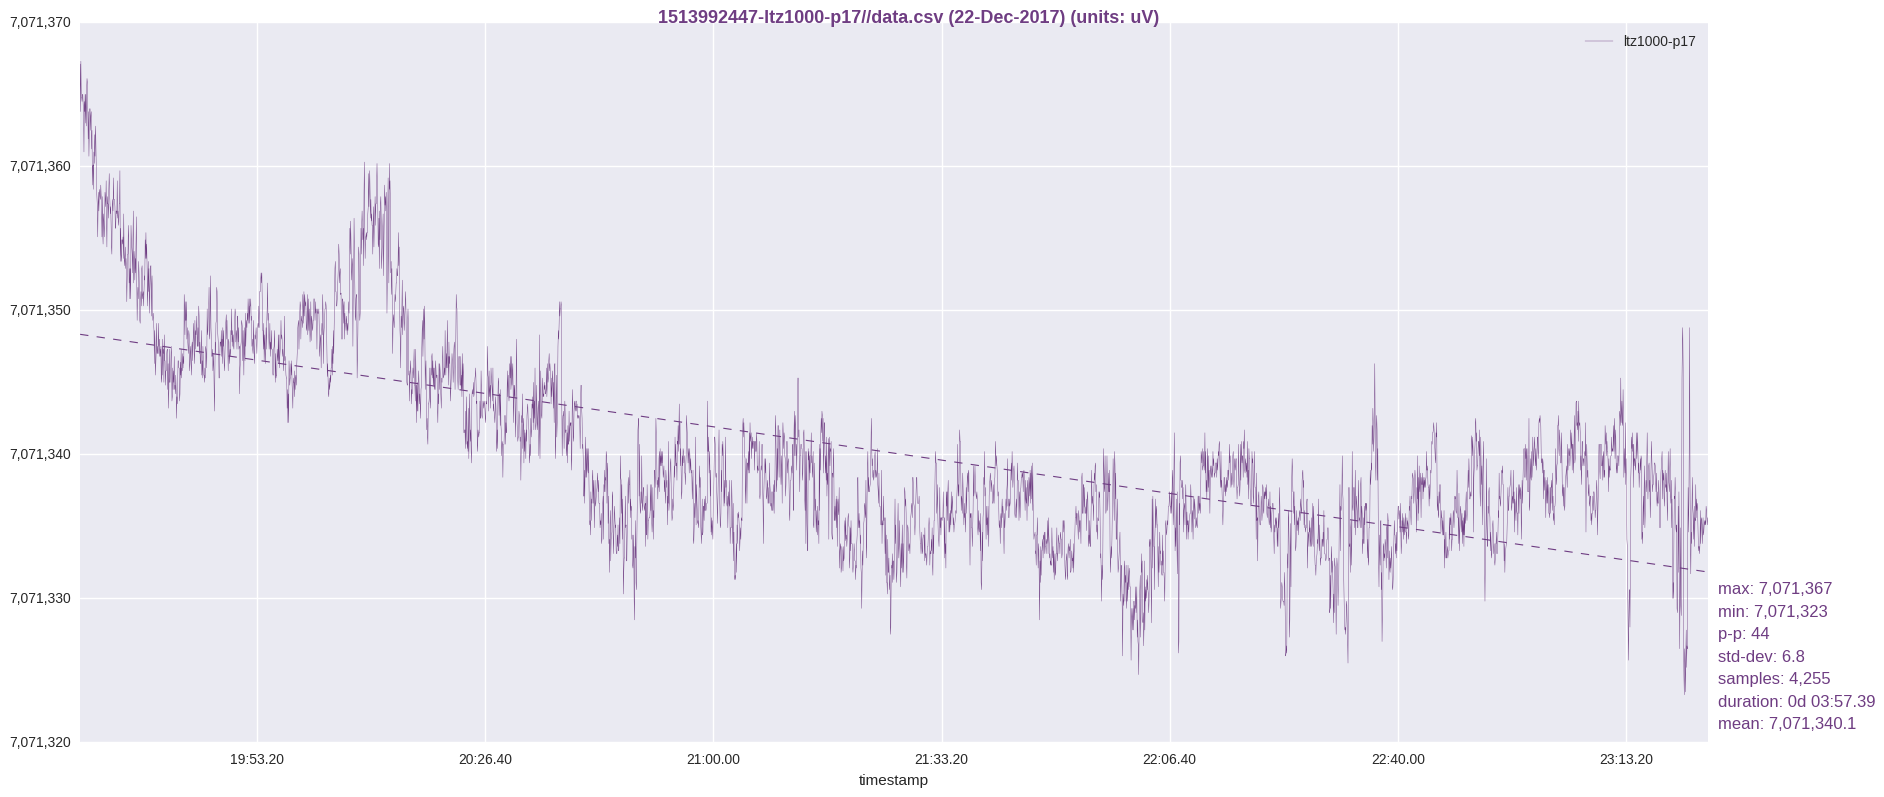 1513992447-ltz1000-p17//data.csv (22-Dec-2017) (units: uV)
ltz1000-p17
7,071,370
7,071,360
7,071,350
7,071,340
7,071,330
7,071,320
19:53.20 20:26.40 21:00.00 21:33.20 22:06.40 22:40.00 23:13.20
timestamp
max: 7,071,367
min: 7,071,323
p-p: 44
std-dev: 6.8
samples: 4,255
duration: 0d 03:57.39
mean: 7,071,340.1